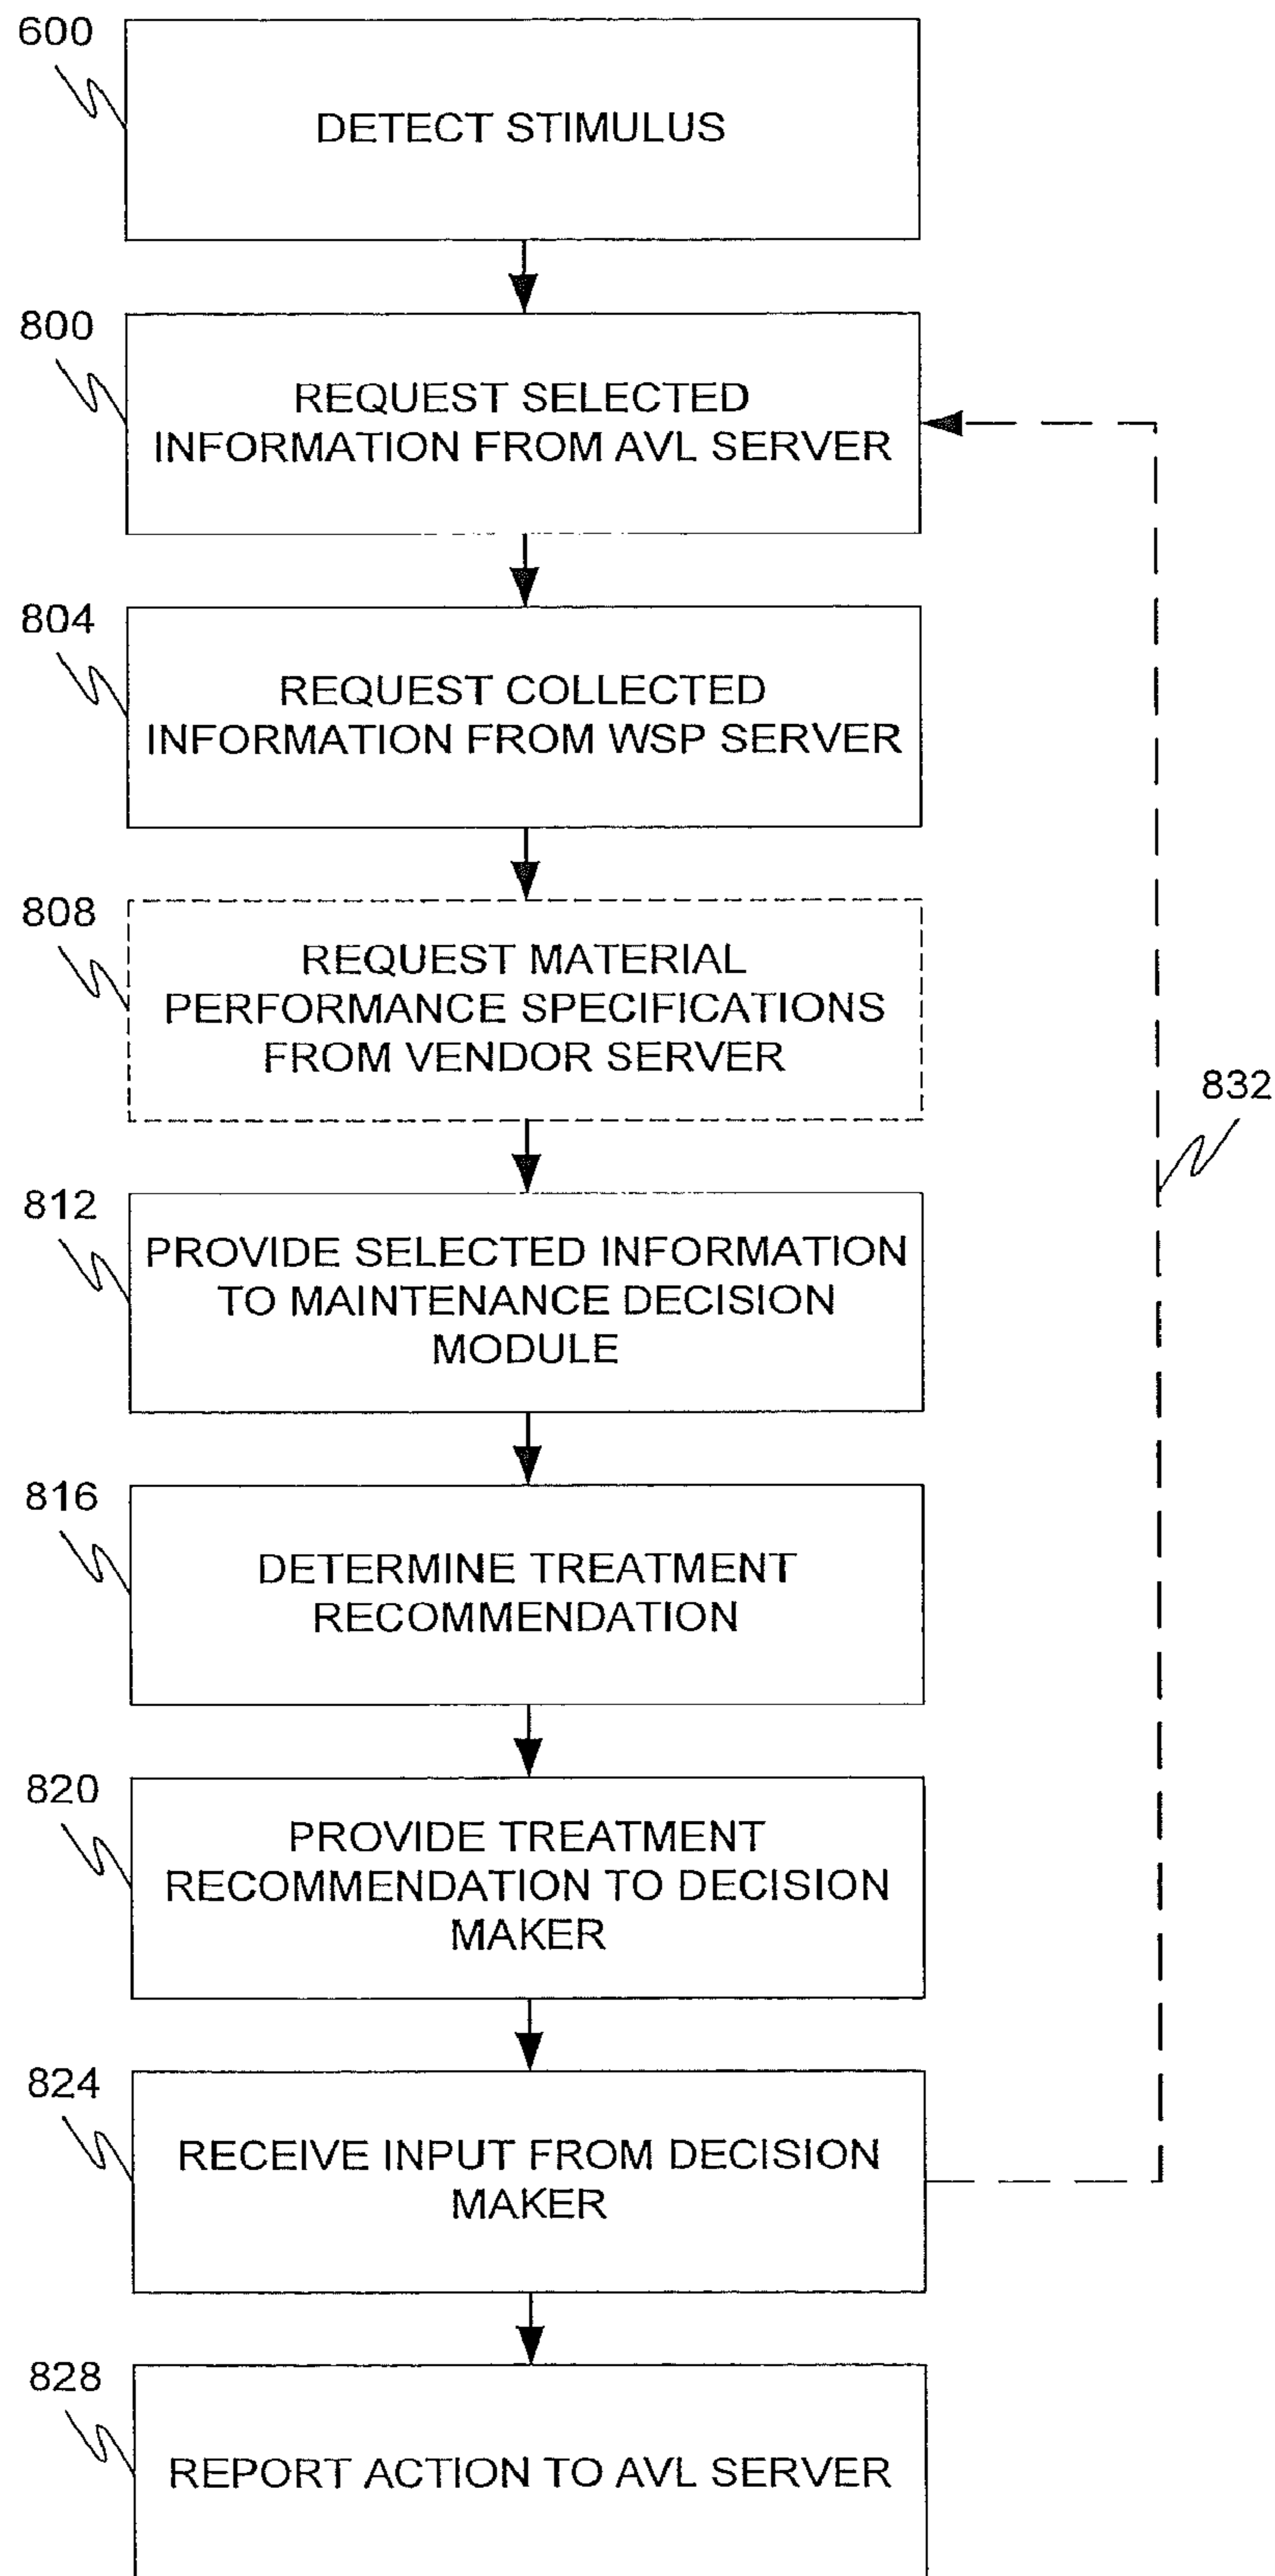 600
DETECT STIMULUS
800
REQUEST SELECTED
INFORMATION FROM AVL SERVER
804
REQUEST COLLECTED
INFORMATION FROM WSP SERVER
808
REQUEST MATERIAL
PERFORMANCE SPECIFICATIONS
FROM VENDOR SERVER
832
812
PROVIDE SELECTED INFORMATION
TO MAINTENANCE DECISION
MODULE
816
DETERMINE TREATMENT
RECOMMENDATION
820
PROVIDE TREATMENT
RECOMMENDATION TO DECISION
MAKER
824
RECEIVE INPUT FROM DECISION
MAKER
828
REPORT ACTION TO AVL SERVER